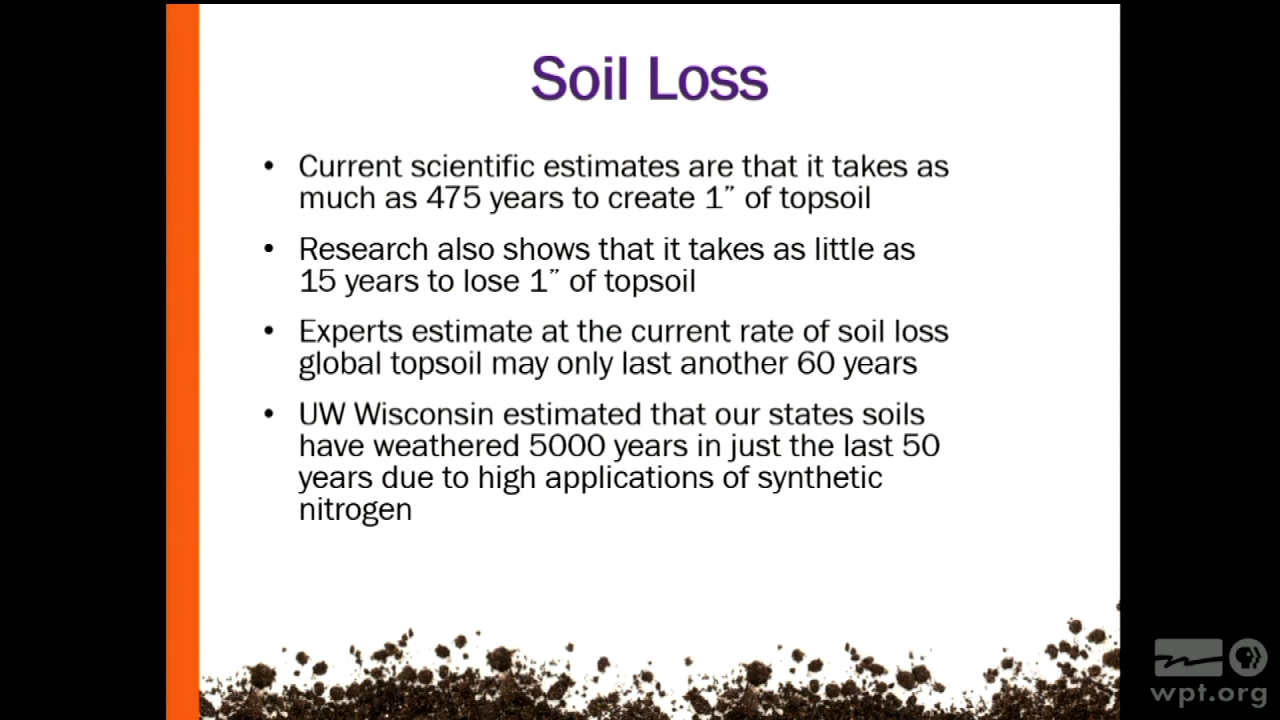 Soil Loss
• Current scientific estimates are that it takes as
much as 475 years to create 1” of topsoil
• Research also shows that it takes as little as
15 years to lose 1” of topsoil
• Experts estimate at the current rate of soil loss
global topsoil may only last another 60 years
• UW Wisconsin estimated that our states soils
have weathered 5000 years in just the last 50
years due to high applications of synthetic
nitrogen
wpt.org